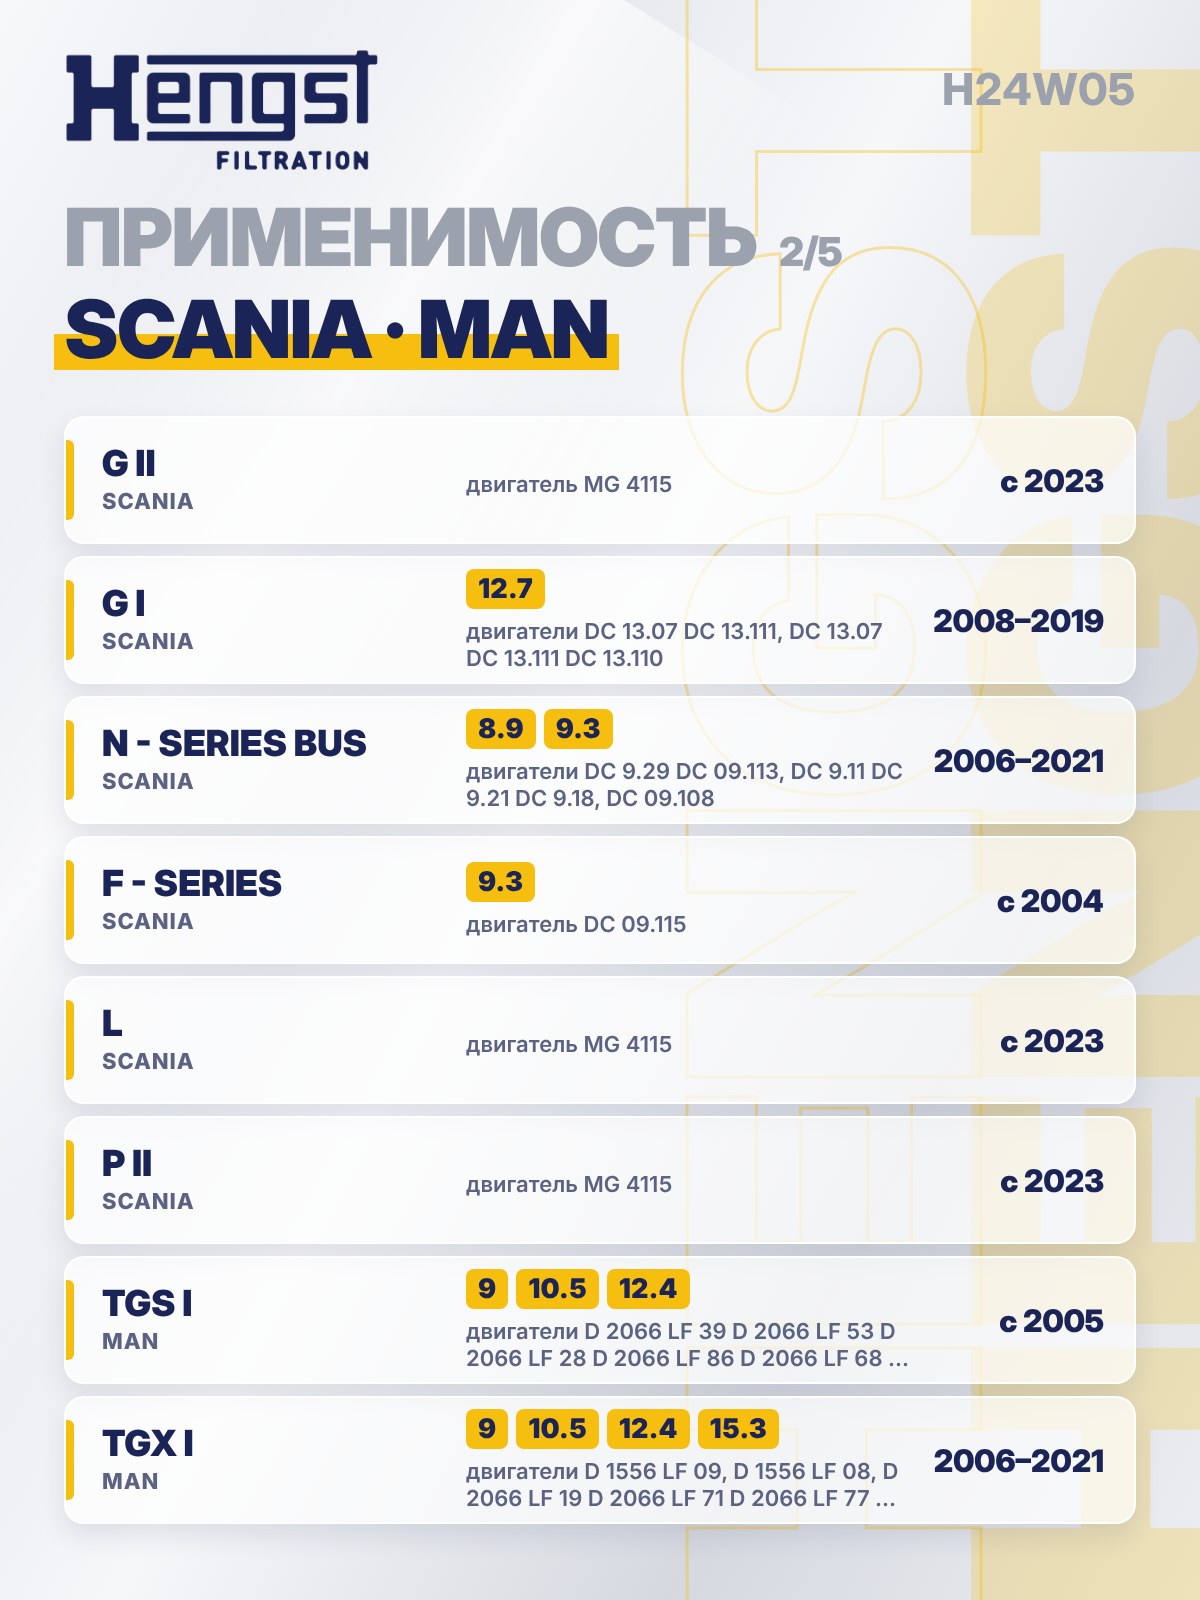 Hengst
FILTRATION
H24W05
ПРИМЕНИМОСТЬ 2/5
SCANIA · MAN
G II
SCANIA
двигатель MG 4115
с 2023
G I
SCANIA
12.7
двигатели DC 13.07 DC 13.111, DC 13.07
DC 13.111 DC 13.110
2008–2019
N - SERIES BUS
SCANIA
8.9 9.3
двигатели DC 9.29 DC 09.113, DC 9.11 DC
9.21 DC 9.18, DC 09.108
2006–2021
F - SERIES
SCANIA
9.3
двигатель DC 09.115
с 2004
L
SCANIA
двигатель MG 4115
с 2023
P II
SCANIA
двигатель MG 4115
с 2023
TGS I
MAN
9 10.5 12.4
двигатели D 2066 LF 39 D 2066 LF 53 D
2066 LF 28 D 2066 LF 86 D 2066 LF 68 ...
с 2005
TGX I
MAN
9 10.5 12.4 15.3
двигатели D 1556 LF 09, D 1556 LF 08, D
2066 LF 19 D 2066 LF 71 D 2066 LF 77 ...
2006–2021
HENGST
HENGST